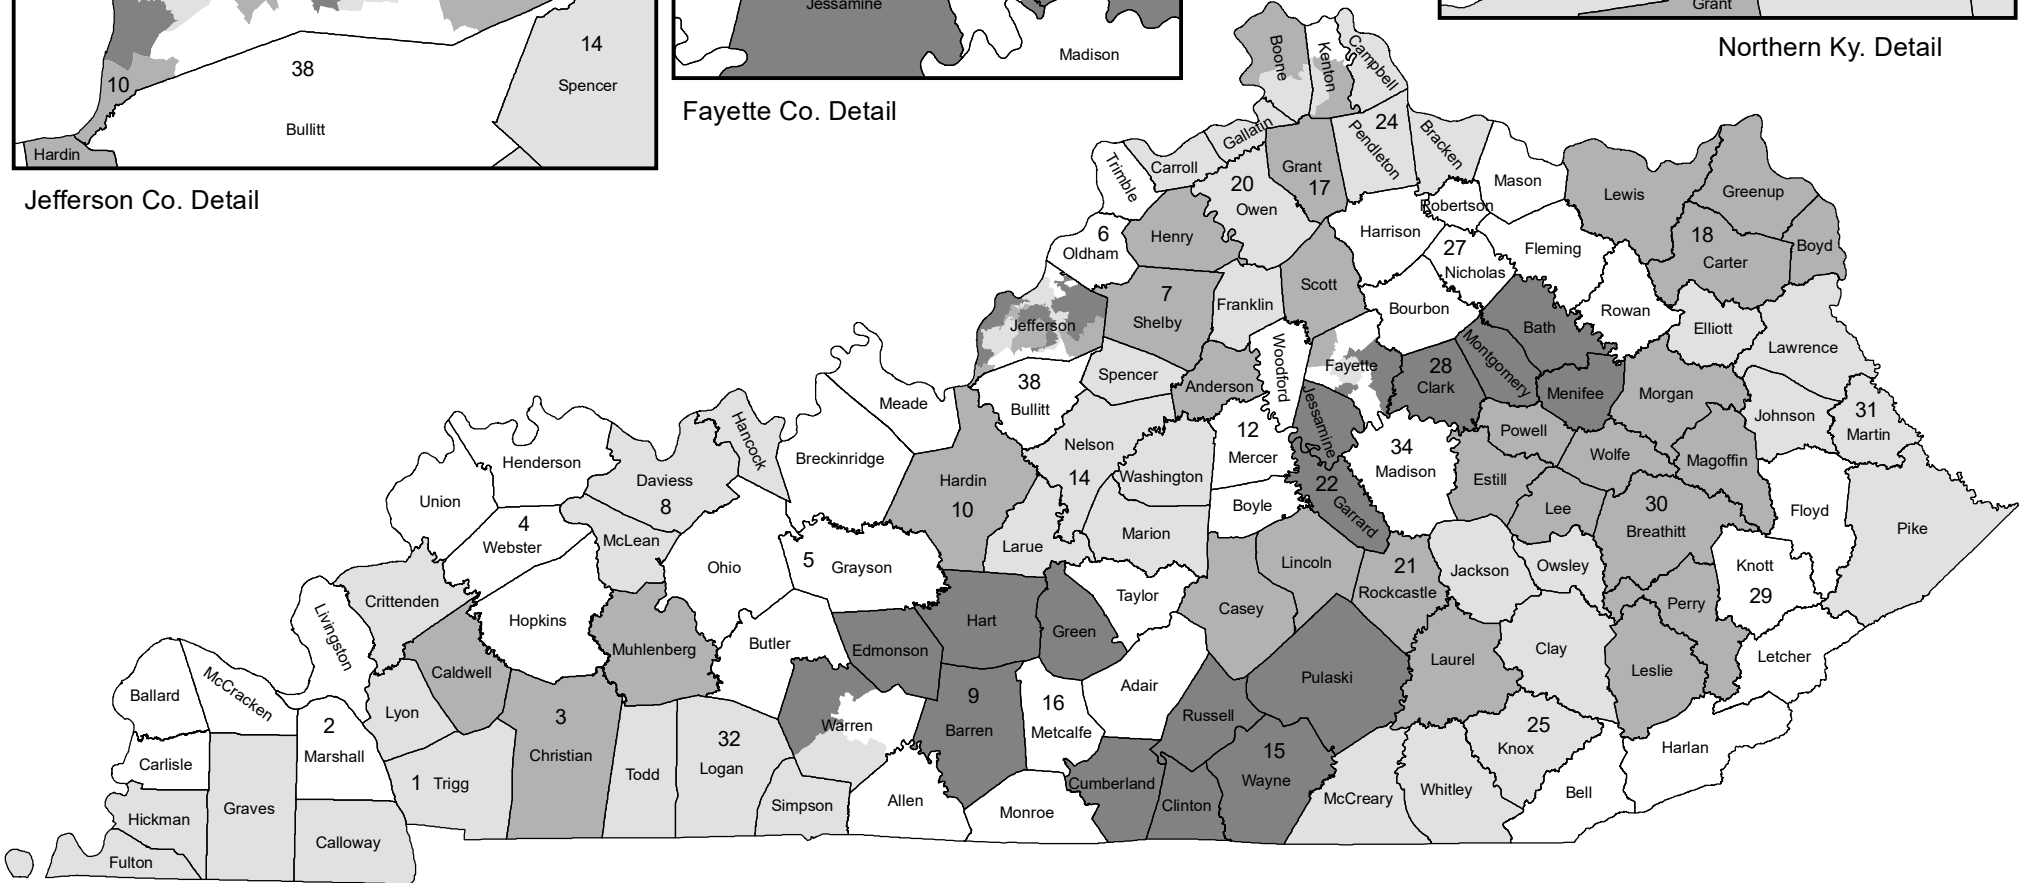 Jessamine
Grant
14
Spencer
38
Bullitt
10
Hardin
Madison
Northern Ky. Detail
Fayette Co. Detail
Jefferson Co. Detail
Boone
Kenton
Campbell
24
Pendleton
Bracken
Gallatin
Carroll
Trimble
Grant
17
20
Owen
Mason
Robertson
Lewis
Greenup
6
Oldham
Henry
Harrison
27
Nicholas
Fleming
18
Carter
Boyd
7
Shelby
Franklin
Scott
Bourbon
Rowan
Elliott
Lawrence
Jefferson
Bath
Montgomery
Spencer
Anderson
Woodford
Fayette
28
Clark
Menifee
Morgan
Johnson
31
Martin
38
Bullitt
Meade
Hancock
Breckinridge
Henderson
Union
Daviess
8
Nelson
14
Washington
12
Mercer
Jessamine
34
Madison
Powell
Wolfe
Magoffin
Estill
Lee
30
Breathitt
Floyd
Pike
Hardin
10
Boyle
22
Garrard
4
Webster
McLean
Ohio
5
Grayson
Larue
Marion
Lincoln
21
Rockcastle
Jackson
Owsley
Knott
29
Perry
Crittenden
Livingston
Hopkins
Muhlenberg
Butler
Edmonson
Hart
Green
Taylor
Casey
Pulaski
Laurel
Clay
Leslie
Letcher
Ballard
McCracken
Caldwell
Lyon
Adair
Russell
9
Barren
16
Metcalfe
Warren
2
Marshall
3
Christian
32
Logan
Todd
1
Trigg
Carlisle
Hickman
Graves
Calloway
Fulton
Simpson
Allen
Monroe
Cumberland
Clinton
15
Wayne
McCreary
Whitley
25
Knox
Bell
Harlan